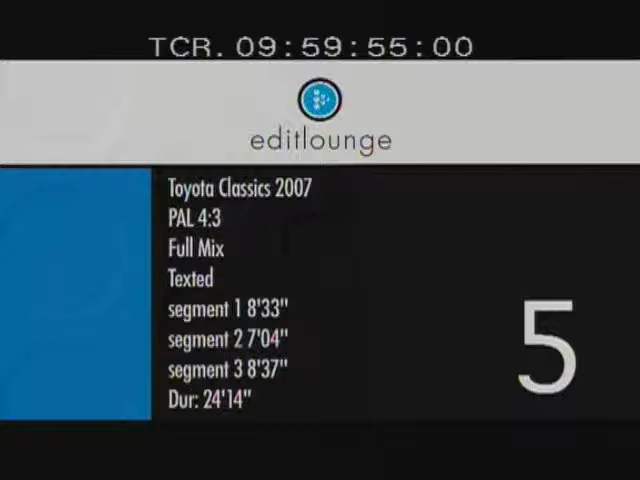 TCR. 09:59:55:00
editlounge
Toyota Classics 2007
PAL 4:3
Full Mix
Texted
segment 1 8'33"
segment 2 7'04"
segment 3 8'37"
Dur: 24'14"
5